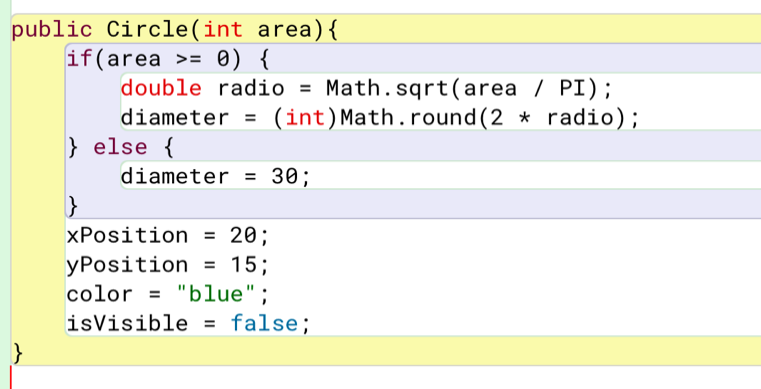 public Circle(int area){
    if(area >= 0) {
        double radio = Math.sqrt(area / PI);
        diameter = (int)Math.round(2 * radio);
    } else {
        diameter = 30;
    }
    xPosition = 20;
    yPosition = 15;
    color = "blue";
    isVisible = false;
}